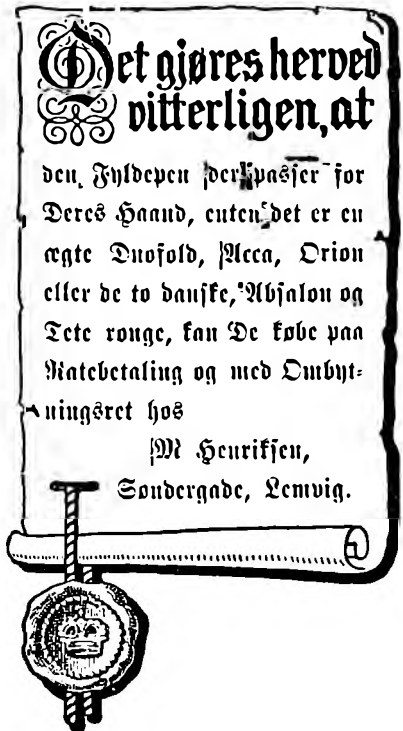 Det gjøres herved
vitterligen, at
den Fyldepen der passer for
Deres Haand, enten det er en
ægte Duofold, Acca, Orion
eller de to danske, Absalon og
Tete rouge, kan De købe paa
Ratebetaling og med Ombyt-
ningsret hos
M Henriksen,
Søndergade, Lemvig.